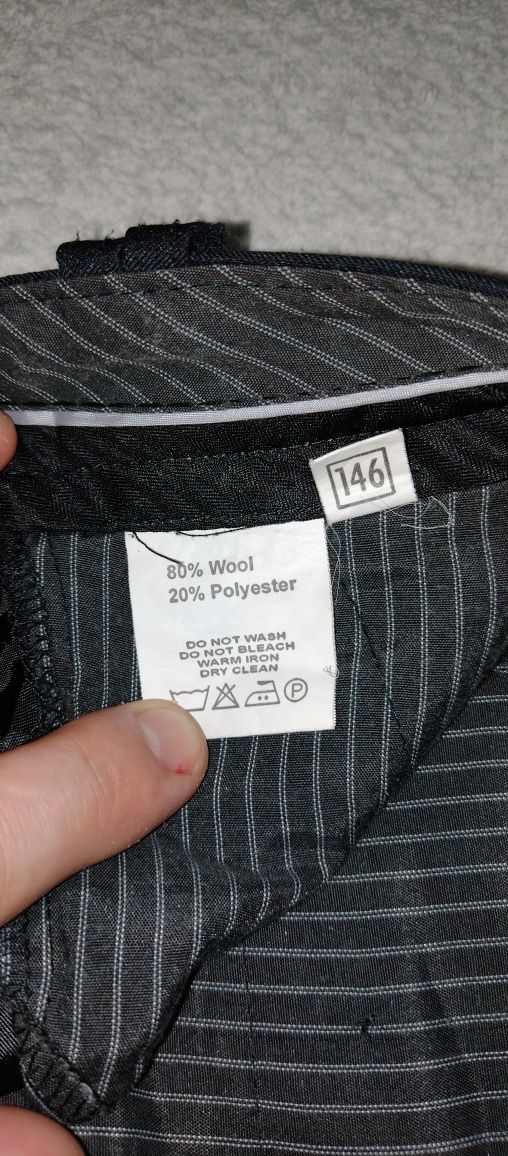 146
80% Wool
20% Polyester
DO NOT WASH
DO NOT BLEACH
WARM IRON
DRY CLEAN
P